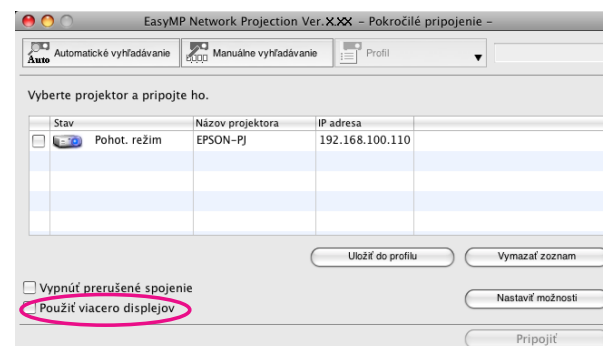 EasyMP Network Projection Ver.X.XX – Pokročilé pripojenie –
Auto Automatické vyhľadávanie Manuálne vyhľadávanie Profil
Vyberte projektor a pripojte ho.
Stav Názov projektora IP adresa
Pohot. režim EPSON-PJ 192.168.100.110
Uložiť do profilu Vymazať zoznam
Vypnúť prerušené spojenie
Nastaviť možnosti
Použiť viacero displejov
Pripojiť